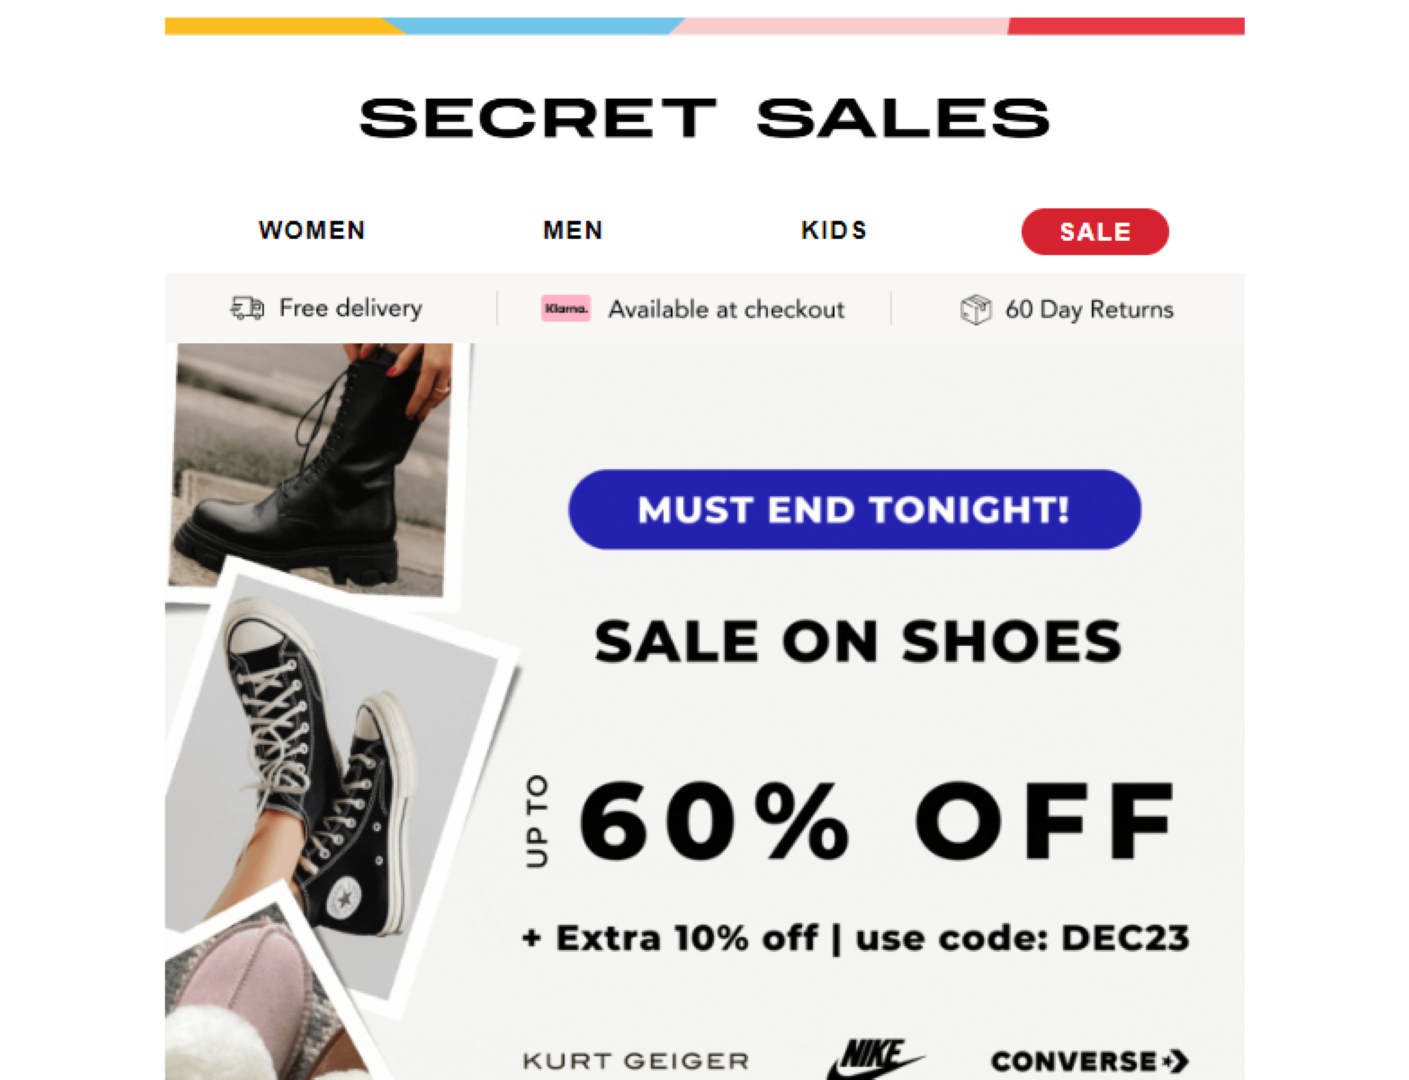 SECRET SALES
WOMEN MEN KIDS SALE
Free delivery Klarna. Available at checkout 60 Day Returns
MUST END TONIGHT!
SALE ON SHOES
UP TO 60% OFF
+ Extra 10% off | use code: DEC23
KURT GEIGER NIKE CONVERSE